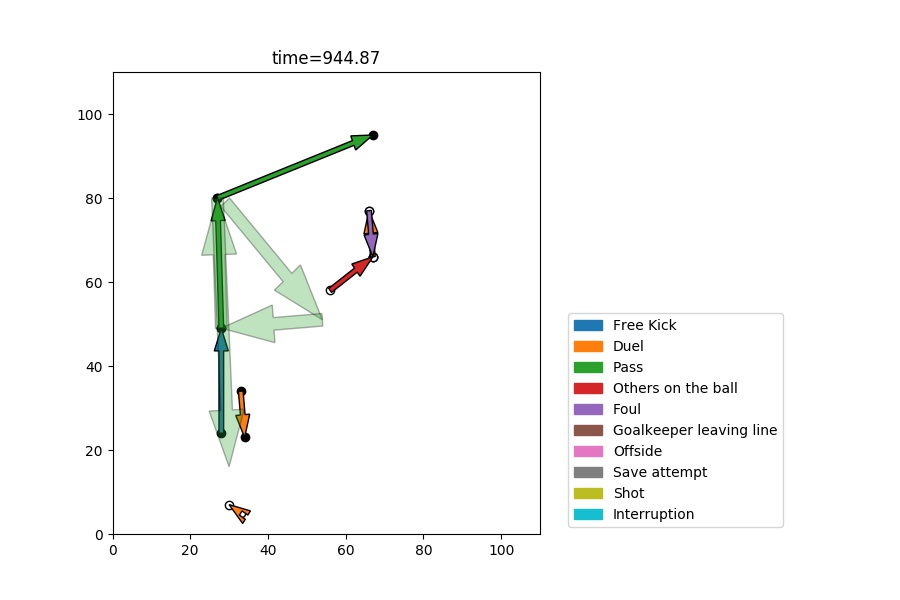 time=944.87
100
80
60
40
20
0
0 20 40 60 80 100
Free Kick
Duel
Pass
Others on the ball
Foul
Goalkeeper leaving line
Offside
Save attempt
Shot
Interruption